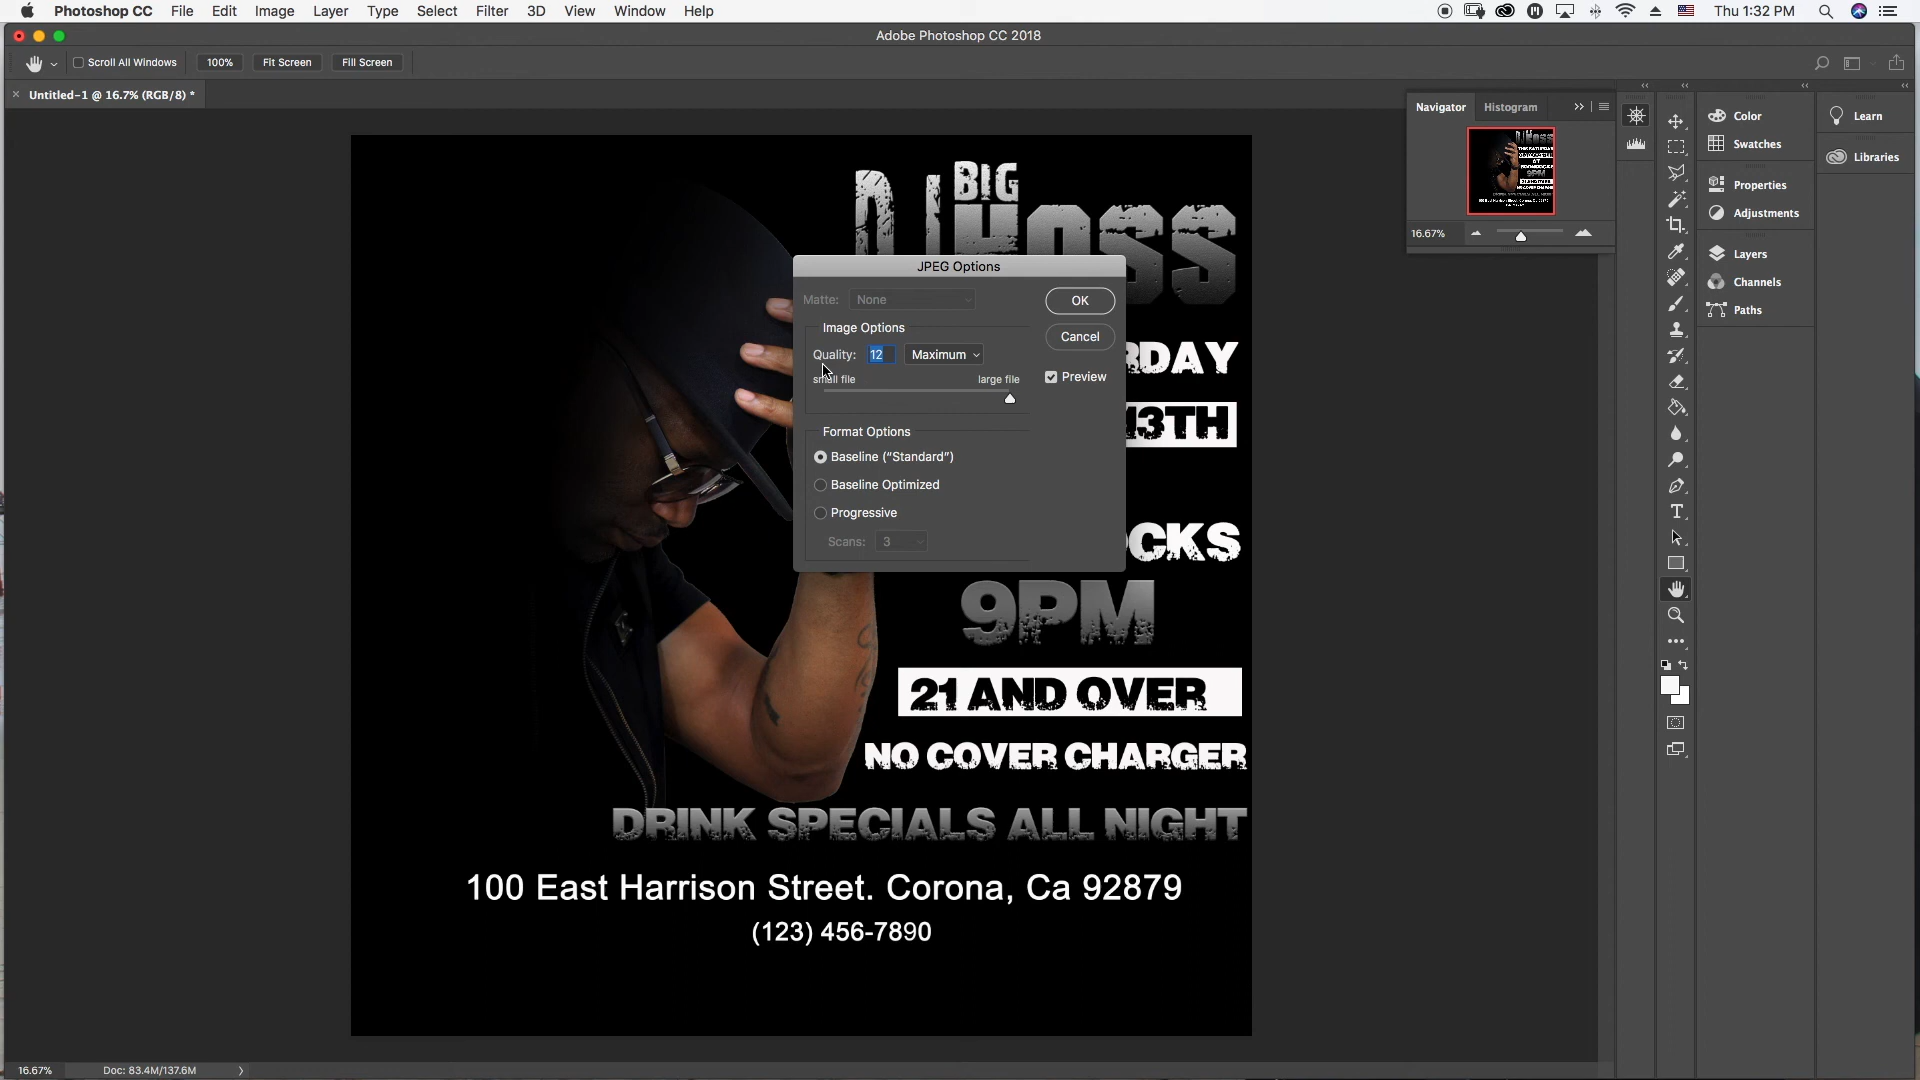 Photoshop CC File Edit Image Layer Type Select Filter 3D View Window Help Thu 1:32 PM
Adobe Photoshop CC 2018
Scroll All Windows 100% Fit Screen Fill Screen
× Untitled-1 @ 16.7% (RGB/8) *
Navigator Histogram
16.67%
Color
Swatches
Properties
Adjustments
Layers
Channels
Paths
Learn
Libraries
DJ BIG Hoss
JPEG Options
Matte: None
OK
Image Options
Cancel
Quality: 12 Maximum
Preview
small file large file
Format Options
Baseline (“Standard”)
Baseline Optimized
Progressive
Scans: 3
RDAY
13TH
CKS
9PM
21 AND OVER
NO COVER CHARGER
DRINK SPECIALS ALL NIGHT
100 East Harrison Street. Corona, Ca 92879
(123) 456-7890
16.67% Doc: 83.4M/137.6M